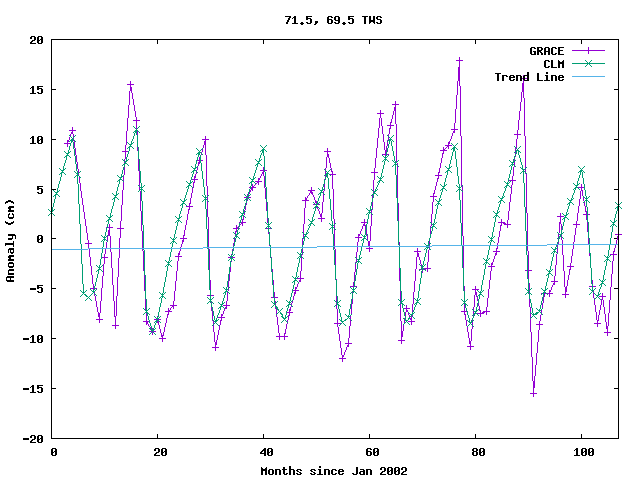 71.5, 69.5 TWS
GRACE
CLM
Trend Line
20
15
10
5
0
-5
-10
-15
-20
Anomaly (cm)
0 20 40 60 80 100
Months since Jan 2002